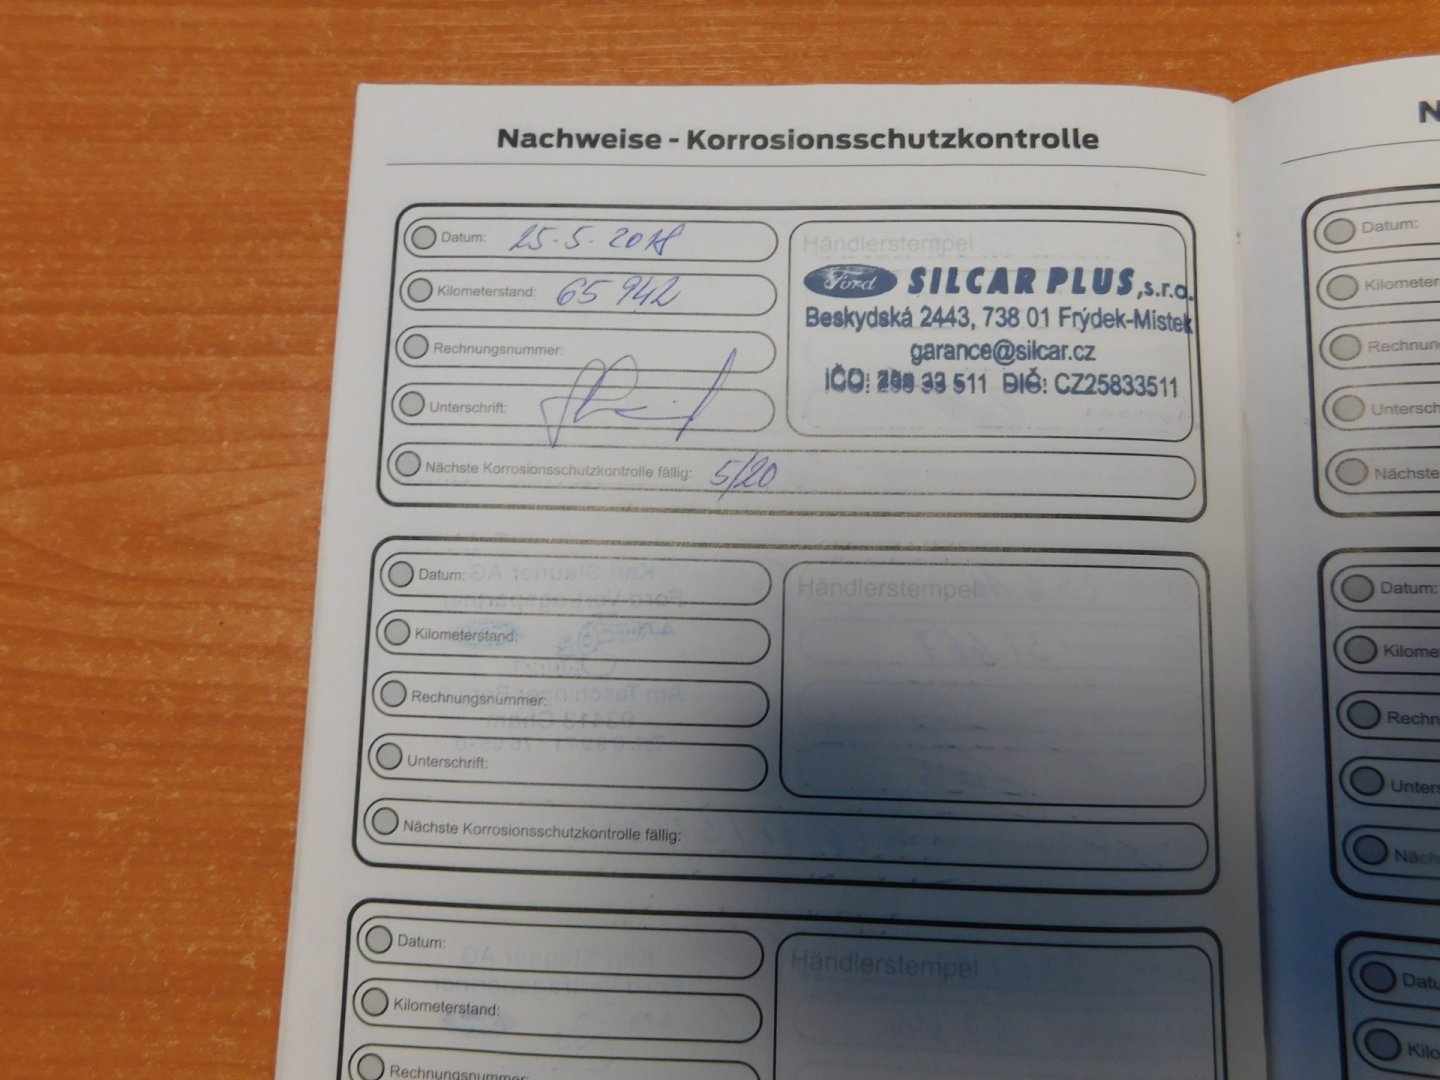 Nachweise - Korrosionsschutzkontrolle
Datum: 25.5.2018
Kilometerstand: 65 942
Rechnungsnummer:
Unterschrift:
Nächste Korrosionsschutzkontrolle fällig: 5/20
Händlerstempel
Ford SILCAR PLUS,s.r.o.
Beskydská 2443, 738 01 Frýdek-Místek
garance@silcar.cz
IČO: 33 511 DIČ: CZ25833511
Datum:
Kilometerstand:
Rechnungsnummer:
Unterschrift:
Nächste Korrosionsschutzkontrolle fällig:
Händlerstempel
Datum:
Kilometerstand:
Rechnungsnummer:
Händlerstempel
N
Datum:
Kilometer
Rechnun
Untersch
Nächste
Datum:
Kilome
Rechn
Unters
Näch
Datu
Kilo